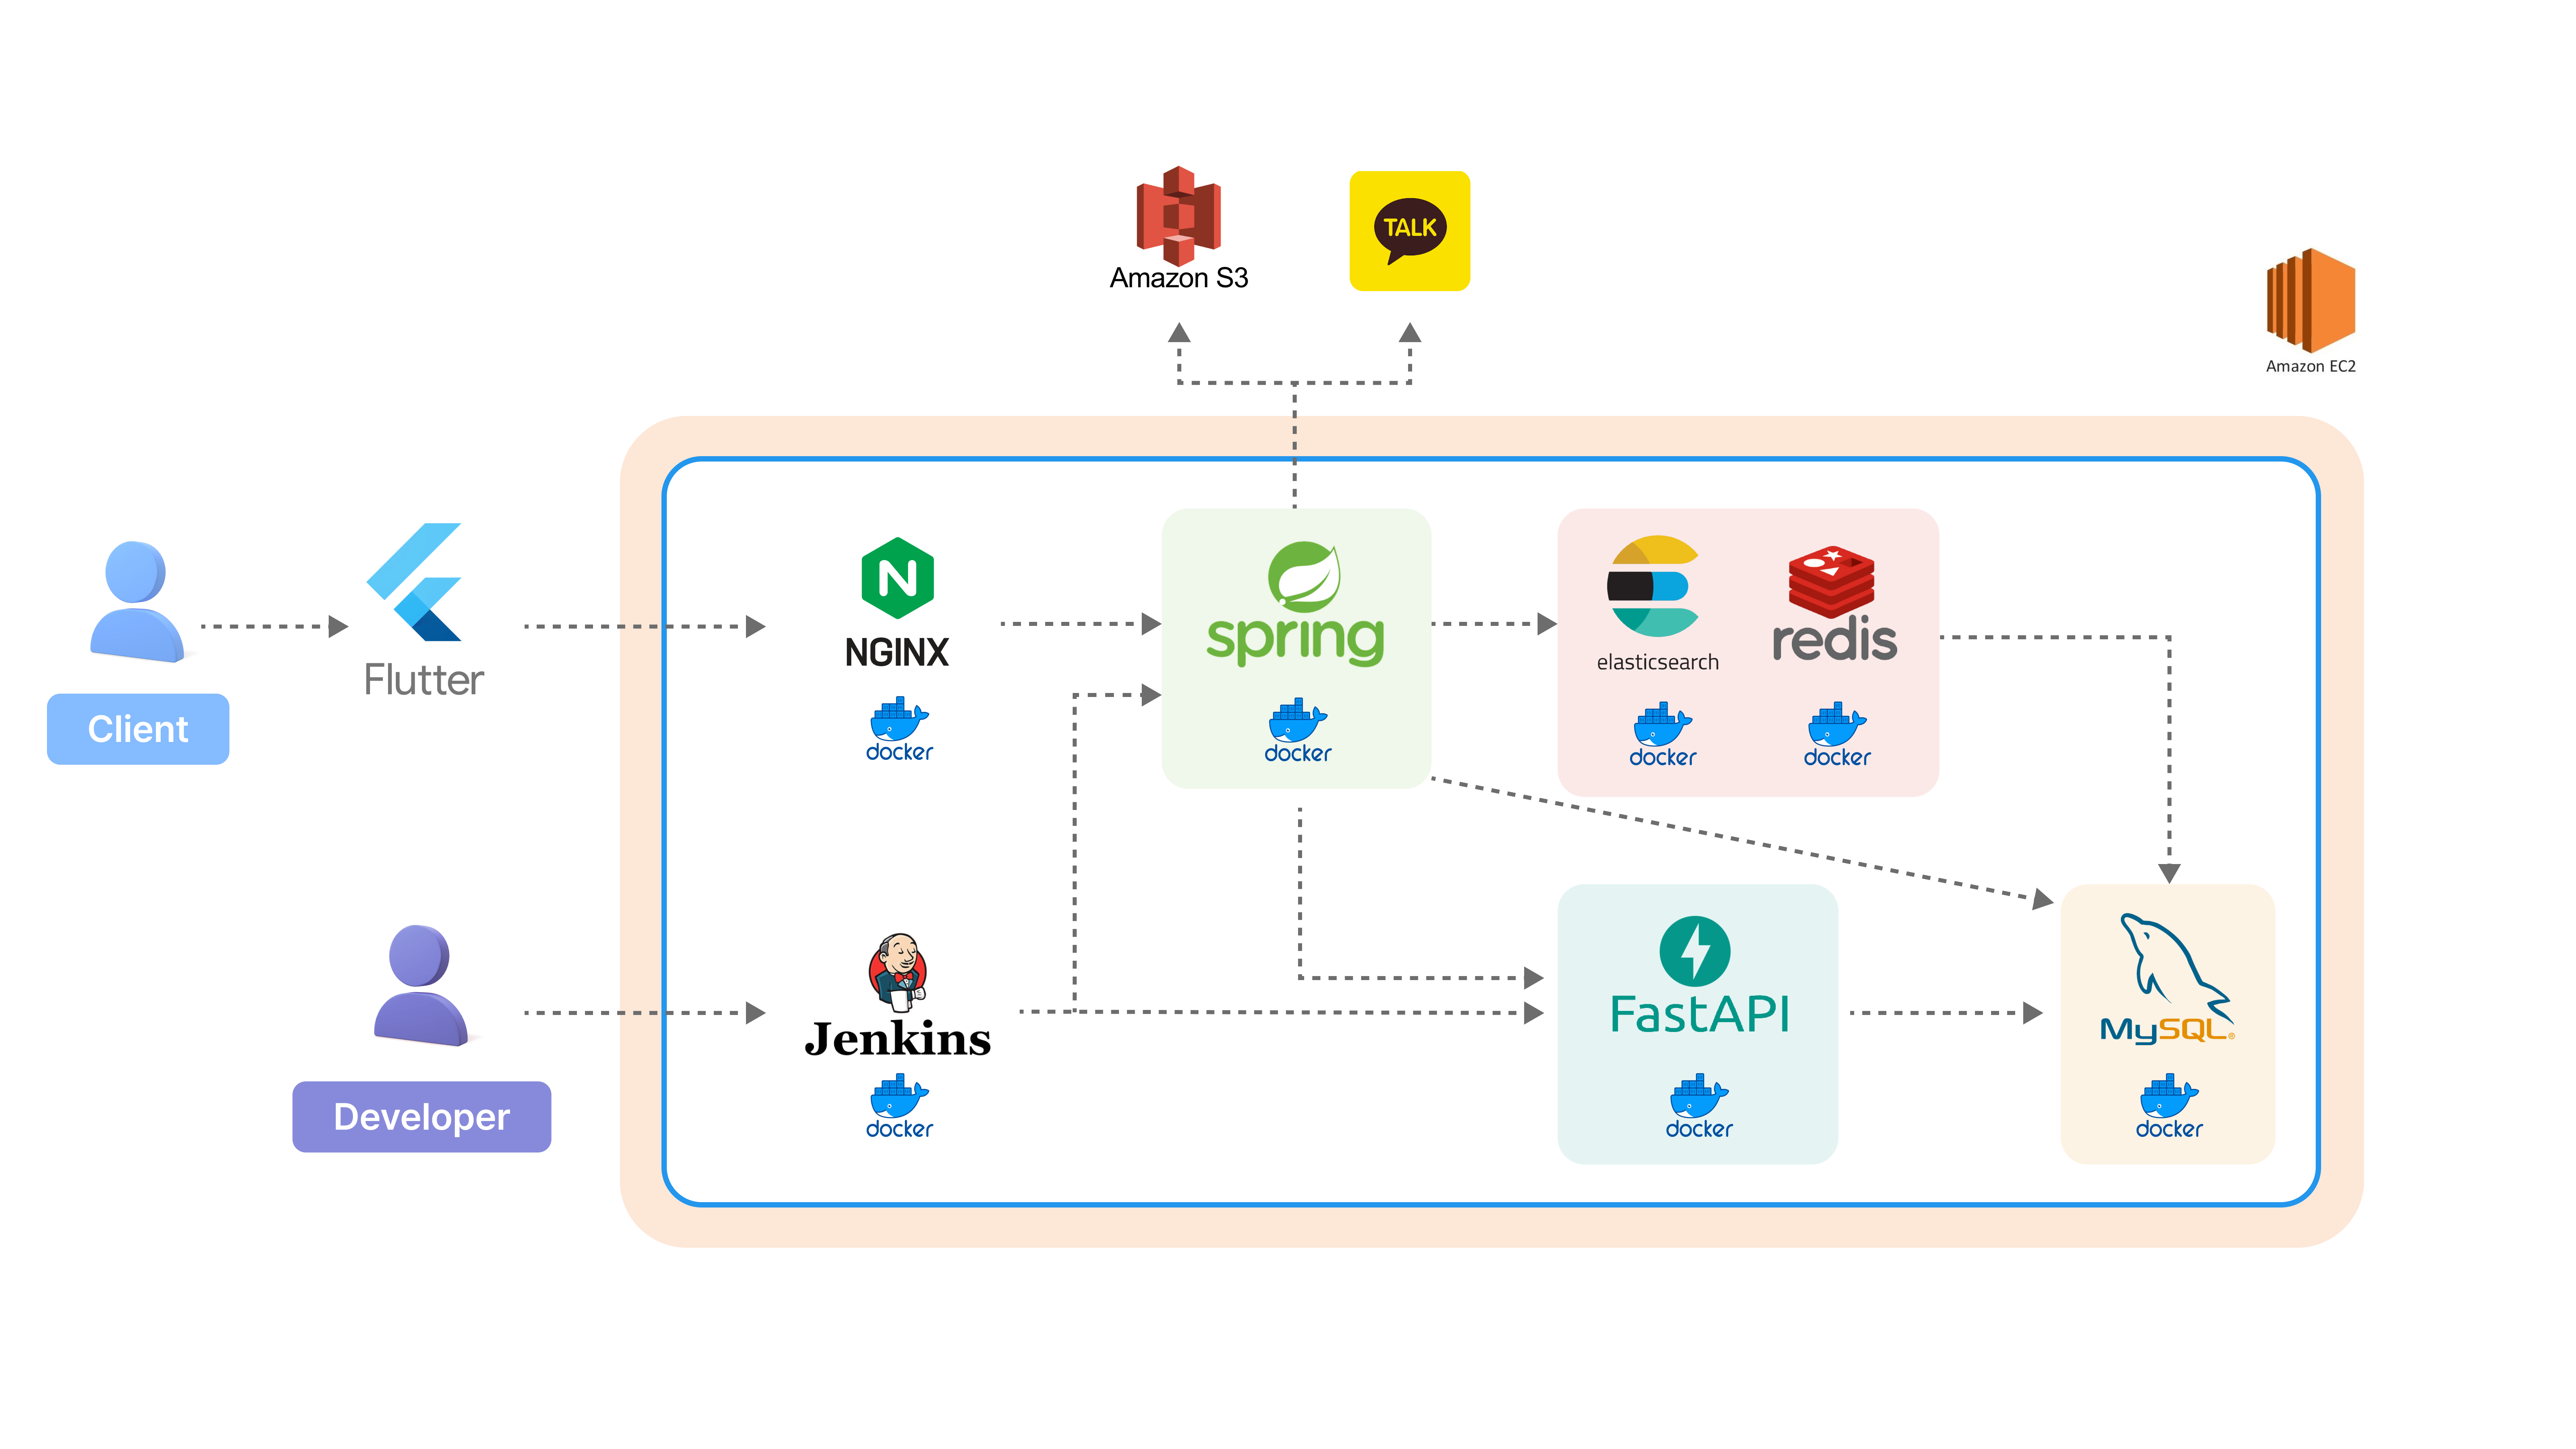 Amazon S3
TALK
Amazon EC2
Client
Flutter
NGINX
docker
spring
docker
elasticsearch
docker
redis
docker
Developer
Jenkins
docker
FastAPI
docker
MySQL®
docker